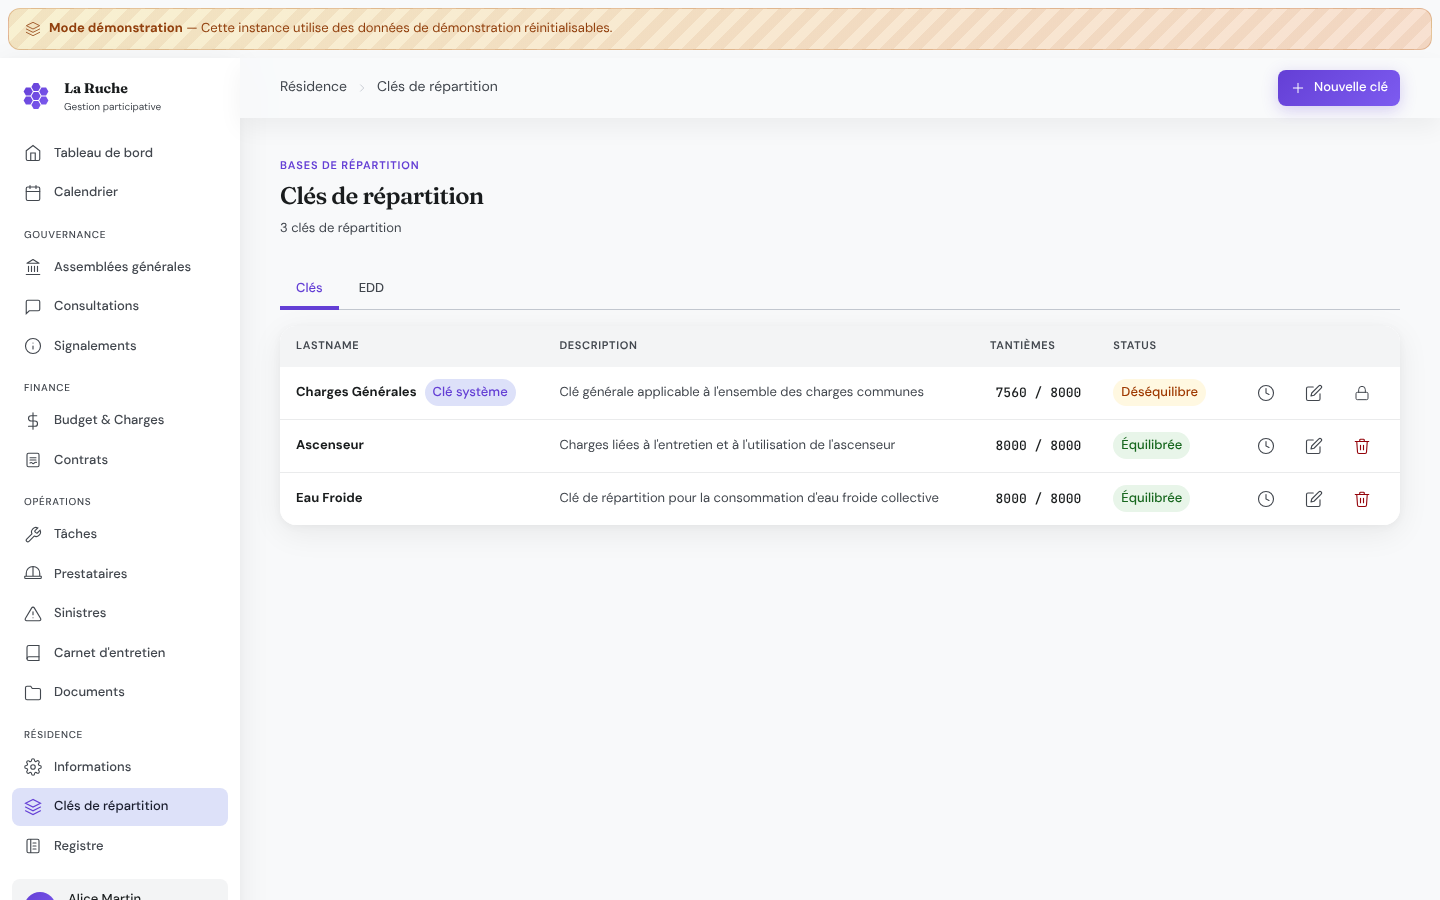 Mode démonstration — Cette instance utilise des données de démonstration réinitialisables.
La Ruche
Gestion participative
Tableau de bord
Calendrier
GOUVERNANCE
Assemblées générales
Consultations
Signalements
FINANCE
Budget & Charges
Contrats
OPÉRATIONS
Tâches
Prestataires
Sinistres
Carnet d'entretien
Documents
RÉSIDENCE
Informations
Clés de répartition
Registre
Alice Martin
Résidence > Clés de répartition
+ Nouvelle clé
BASES DE RÉPARTITION
Clés de répartition
3 clés de répartition
Clés EDD
LASTNAME DESCRIPTION TANTIÈMES STATUS
Charges Générales Clé système Clé générale applicable à l'ensemble des charges communes 7560 / 8000 Déséquilibre
Ascenseur Charges liées à l'entretien et à l'utilisation de l'ascenseur 8000 / 8000 Équilibrée
Eau Froide Clé de répartition pour la consommation d'eau froide collective 8000 / 8000 Équilibrée